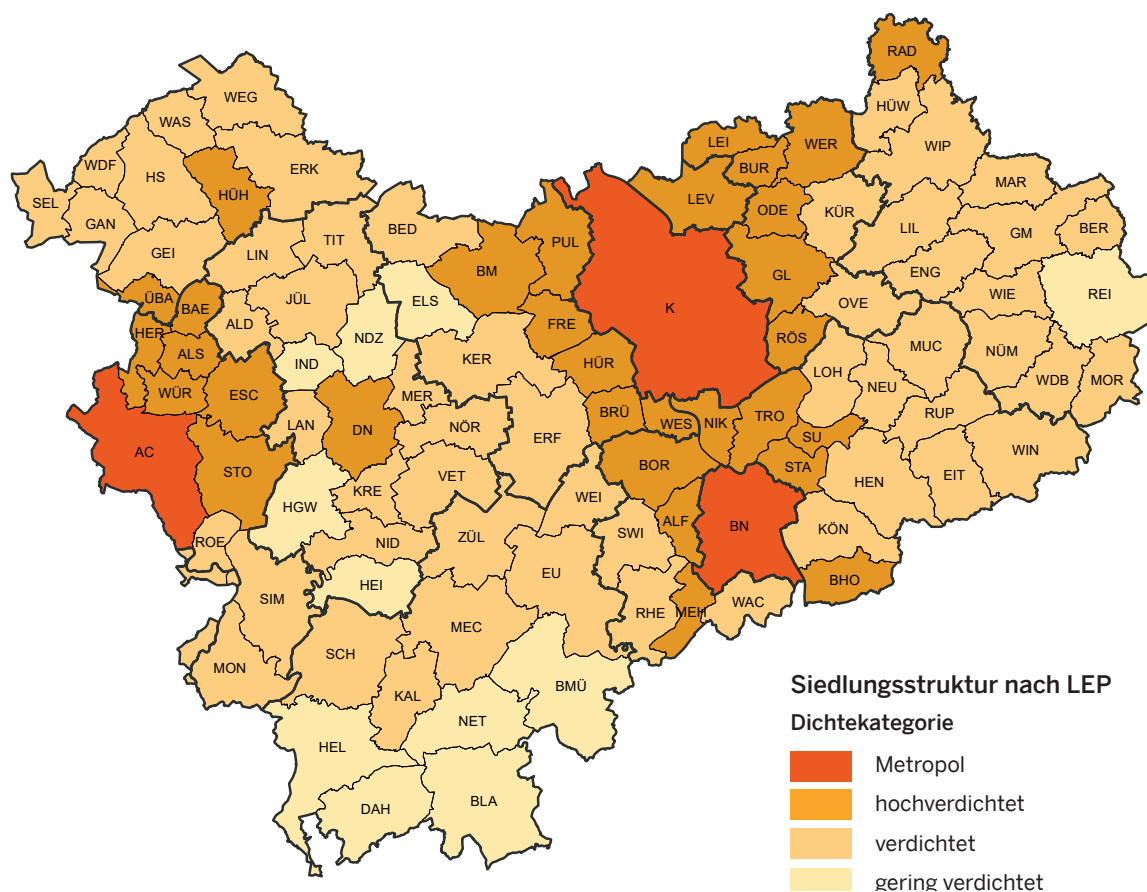 RAD
WEG
HÜW
WAS
LEI
WER
WIP
BUR
WDF
HS
ERK
MAR
SEL
HÜH
LEV
ODE
KÜR
GAN
LIL
GM
BER
BED
PUL
GEI
LIN
TIT
BM
GL
ENG
ÜBA
BAE
JÜL
ELS
WIE
REI
K
OVE
HER
ALD
NDZ
FRE
RÖS
MUC
ALS
IND
KER
HÜR
NÜM
LOH
WÜR
ESC
MER
NEU
WDB
MOR
BRÜ
WES
NIK
TRO
RUP
LAN
DN
NÖR
ERF
SU
AC
STO
BOR
STA
WIN
VET
EIT
HEN
KRE
WEI
HGW
ALF
BN
SWI
KÖN
ROE
NID
ZÜL
EU
BHO
HEI
SIM
RHE
MEH
WAC
MEC
SCH
MON
KAL
BMÜ
NET
HEL
DAH
BLA
Siedlungsstruktur nach LEP
Dichtekategorie
Metropol
hochverdichtet
verdichtet
gering verdichtet